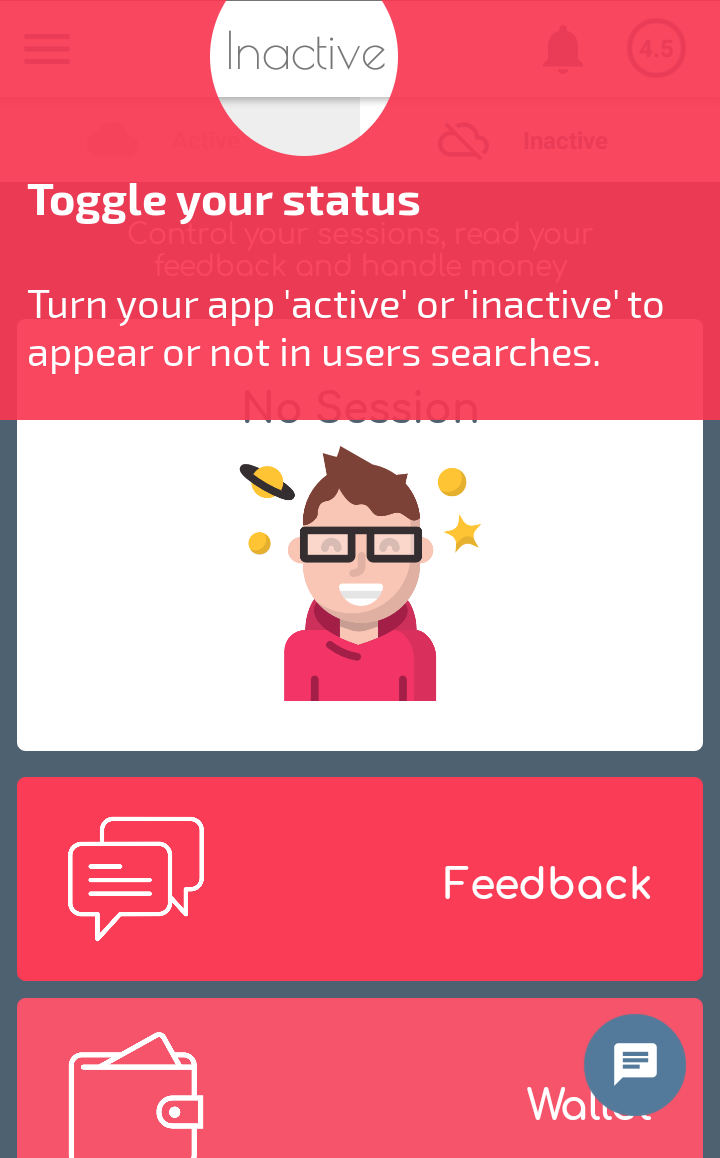 Inactive
4.5
Active
Inactive
Toggle your status
Control your sessions, read your
feedback and handle money
Turn your app 'active' or 'inactive' to
appear or not in users searches.
No Session
Feedback
Wallet